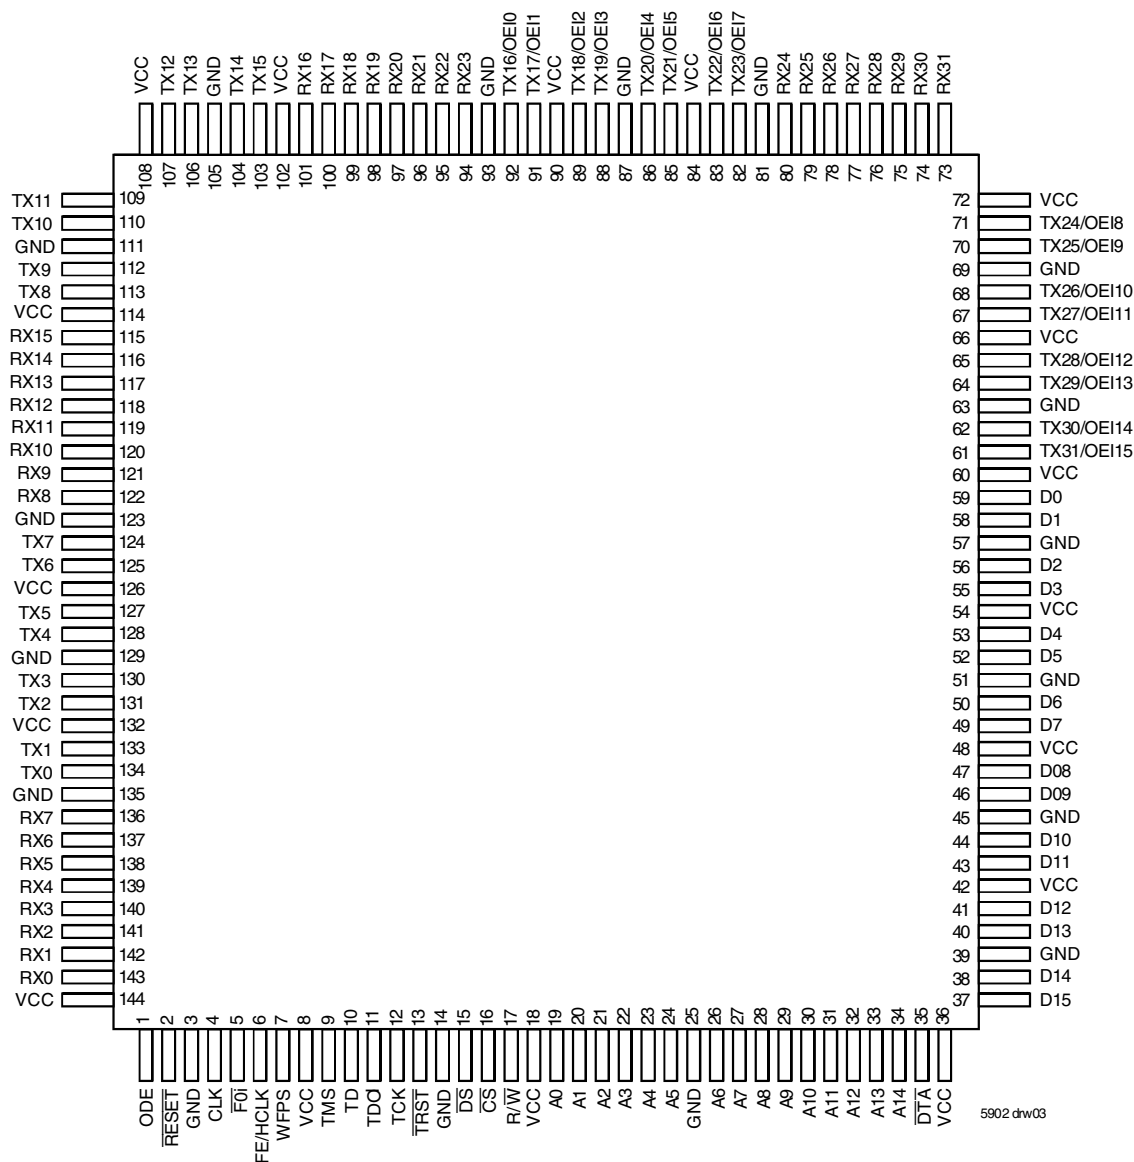 VCC TX12 TX13 GND TX14 TX15 VCC RX16 RX17 RX18 RX19 RX20 RX21 RX22 RX23 GND TX16/OEI0 TX17/OEI1 VCC TX18/OEI2 TX19/OEI3 GND TX20/OEI4 TX21/OEI5 VCC TX22/OEI6 TX23/OEI7 GND RX24 RX25 RX26 RX27 RX28 RX29 RX30 RX31
108 107 106 105 104 103 102 101 100 99 98 97 96 95 94 93 92 91 90 89 88 87 86 85 84 83 82 81 80 79 78 77 76 75 74 73
TX11 109 72 VCC
TX10 110 71 TX24/OEI8
GND 111 70 TX25/OEI9
TX9 112 69 GND
TX8 113 68 TX26/OEI10
VCC 114 67 TX27/OEI11
RX15 115 66 VCC
RX14 116 65 TX28/OEI12
RX13 117 64 TX29/OEI13
RX12 118 63 GND
RX11 119 62 TX30/OEI14
RX10 120 61 TX31/OEI15
RX9 121 60 VCC
RX8 122 59 D0
GND 123 58 D1
TX7 124 57 GND
TX6 125 56 D2
VCC 126 55 D3
TX5 127 54 VCC
TX4 128 53 D4
GND 129 52 D5
TX3 130 51 GND
TX2 131 50 D6
VCC 132 49 D7
TX1 133 48 VCC
TX0 134 47 D08
GND 135 46 D09
RX7 136 45 GND
RX6 137 44 D10
RX5 138 43 D11
RX4 139 42 VCC
RX3 140 41 D12
RX2 141 40 D13
RX1 142 39 GND
RX0 143 38 D14
VCC 144 37 D15
1 2 3 4 5 6 7 8 9 10 11 12 13 14 15 16 17 18 19 20 21 22 23 24 25 26 27 28 29 30 31 32 33 34 35 36
ODE R̅E̅S̅E̅T̅ GND CLK F̅0̅i̅ FE/HCLK WFPS VCC TMS TDI TDO TCK T̅R̅S̅T̅ GND D̅S̅ C̅S̅ R/W̅ VCC A0 A1 A2 A3 A4 A5 GND A6 A7 A8 A9 A10 A11 A12 A13 A14 D̅T̅A̅ VCC
5902 drw03